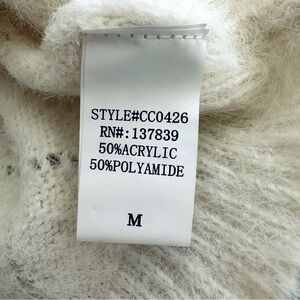 STYLE#CC0426
RN#:137839
50%ACRYLIC
50%POLYAMIDE
M